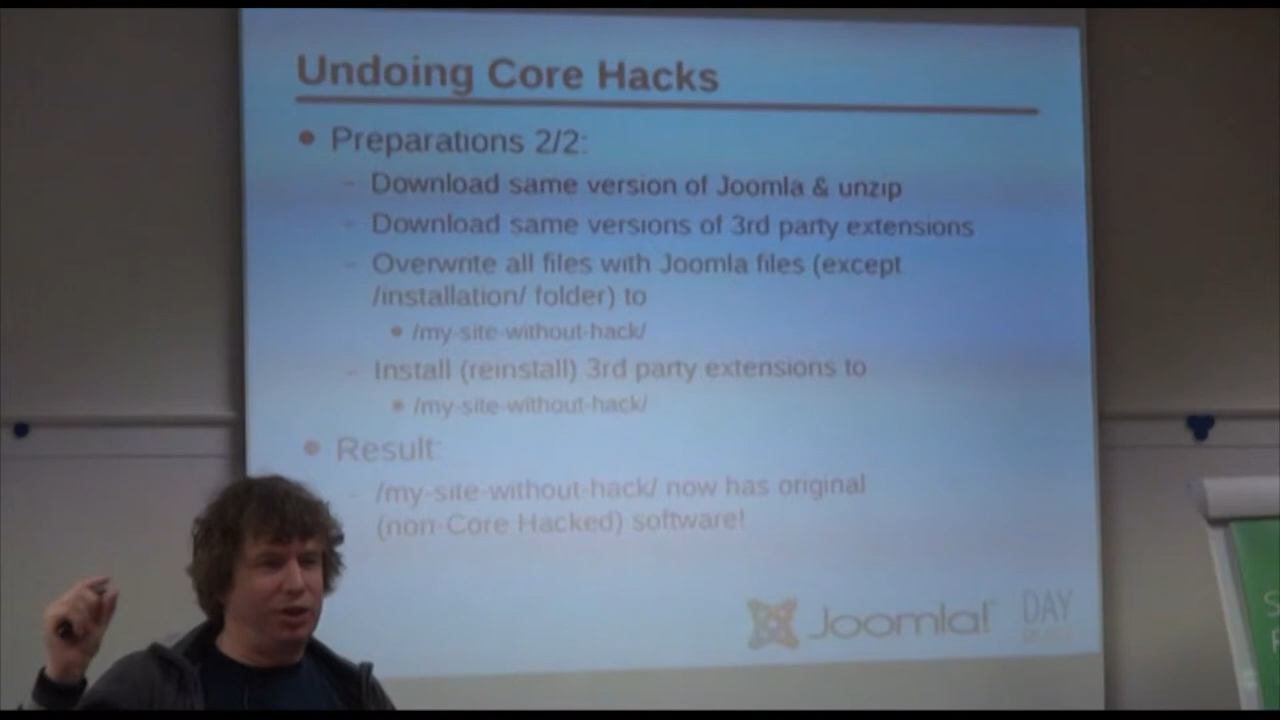 Undoing Core Hacks
• Preparations 2/2:
– Download same version of Joomla & unzip
– Download same versions of 3rd party extensions
– Overwrite all files with Joomla files (except
/installation/ folder) to
• /my-site-without-hack/
– Install (reinstall) 3rd party extensions to
• /my-site-without-hack/
• Result:
– /my-site-without-hack/ now has original
(non-Core Hacked) software!
Joomla! DAY